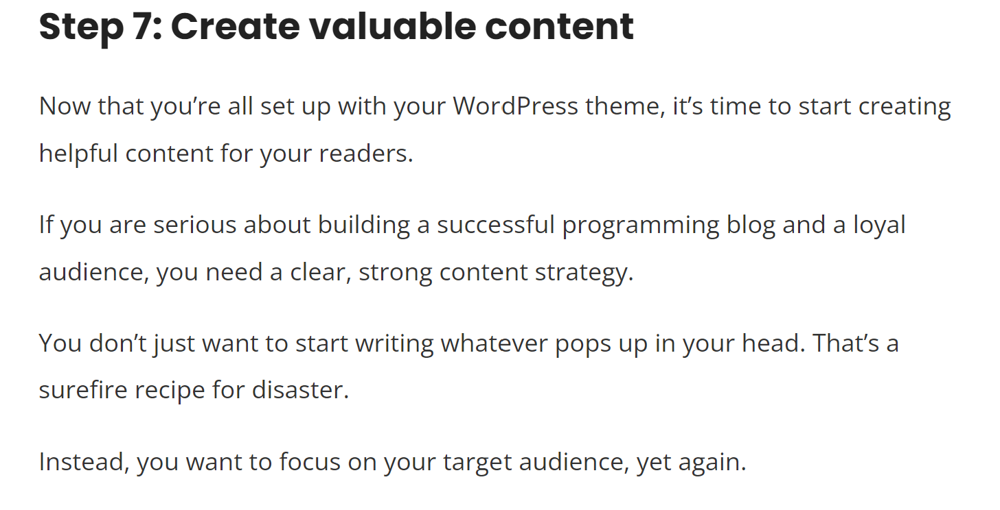 Step 7: Create valuable content
Now that you’re all set up with your WordPress theme, it’s time to start creating
helpful content for your readers.
If you are serious about building a successful programming blog and a loyal
audience, you need a clear, strong content strategy.
You don’t just want to start writing whatever pops up in your head. That’s a
surefire recipe for disaster.
Instead, you want to focus on your target audience, yet again.